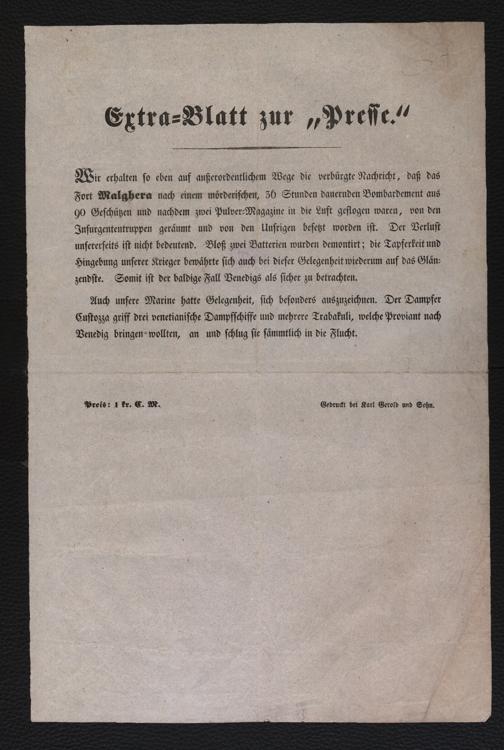 Extra-Blatt zur „Presse.“
Wir erhalten so eben auf außerordentlichem Wege die verbürgte Nachricht, daß das
Fort Malghera nach einem mörderischen, 36 Stunden dauernden Bombardement aus
90 Geschützen und nachdem zwei Pulver-Magazine in die Luft geflogen waren, von den
Insurgententruppen geräumt und von den Unsrigen besetzt worden ist. Der Verlust
unsererseits ist nicht bedeutend. Bloß zwei Batterien wurden demontirt; die Tapferkeit und
Hingebung unserer Krieger bewährte sich auch bei dieser Gelegenheit wiederum auf das Glän-
zendste. Somit ist der baldige Fall Venedigs als sicher zu betrachten.
Auch unsere Marine hatte Gelegenheit, sich besonders auszuzeichnen. Der Dampfer
Custozza griff drei venetianische Dampfschiffe und mehrere Trabakuli, welche Proviant nach
Venedig bringen-wollten, an und schlug sie sämmtlich in die Flucht.
Preis: 1 kr. C. M.
Gedruckt bei Karl Gerold und Sohn.